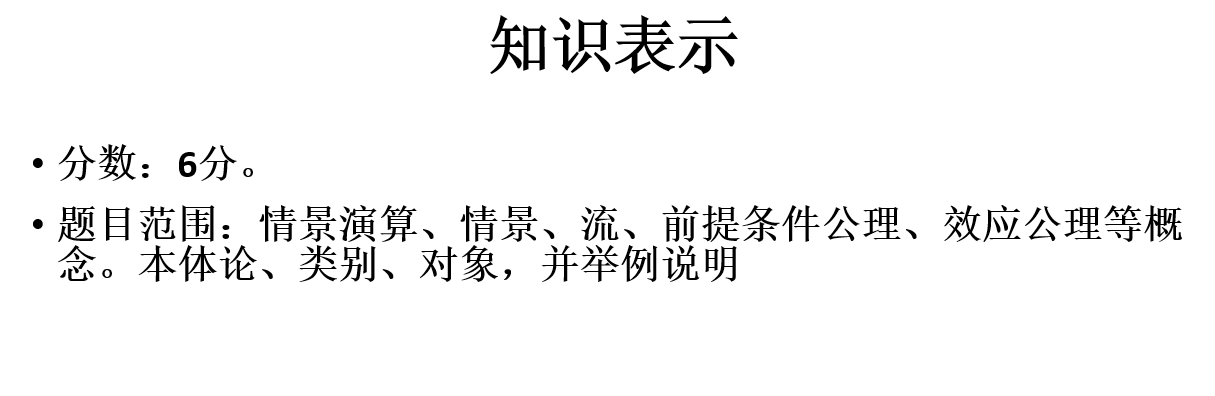 知识表示
• 分数：6分。
• 题目范围：情景演算、情景、流、前提条件公理、效应公理等概
念。本体论、类别、对象，并举例说明